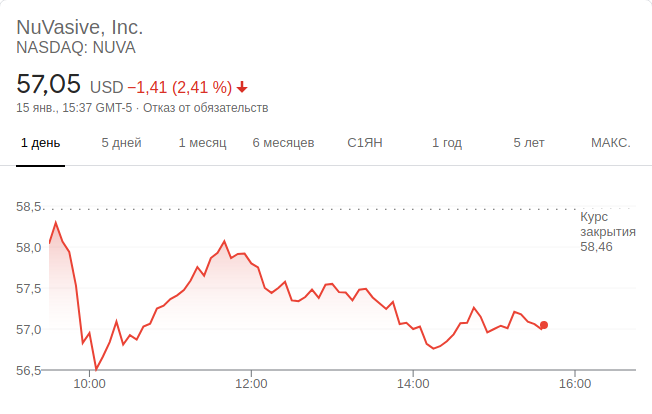 NuVasive, Inc.
NASDAQ: NUVA
57,05 USD −1,41 (2,41 %)
15 янв., 15:37 GMT-5 · Отказ от обязательств
1 день 5 дней 1 месяц 6 месяцев С1ЯН 1 год 5 лет МАКС.
58,5
Курс
закрытия
58,46
58,0
57,5
57,0
56,5
10:00 12:00 14:00 16:00